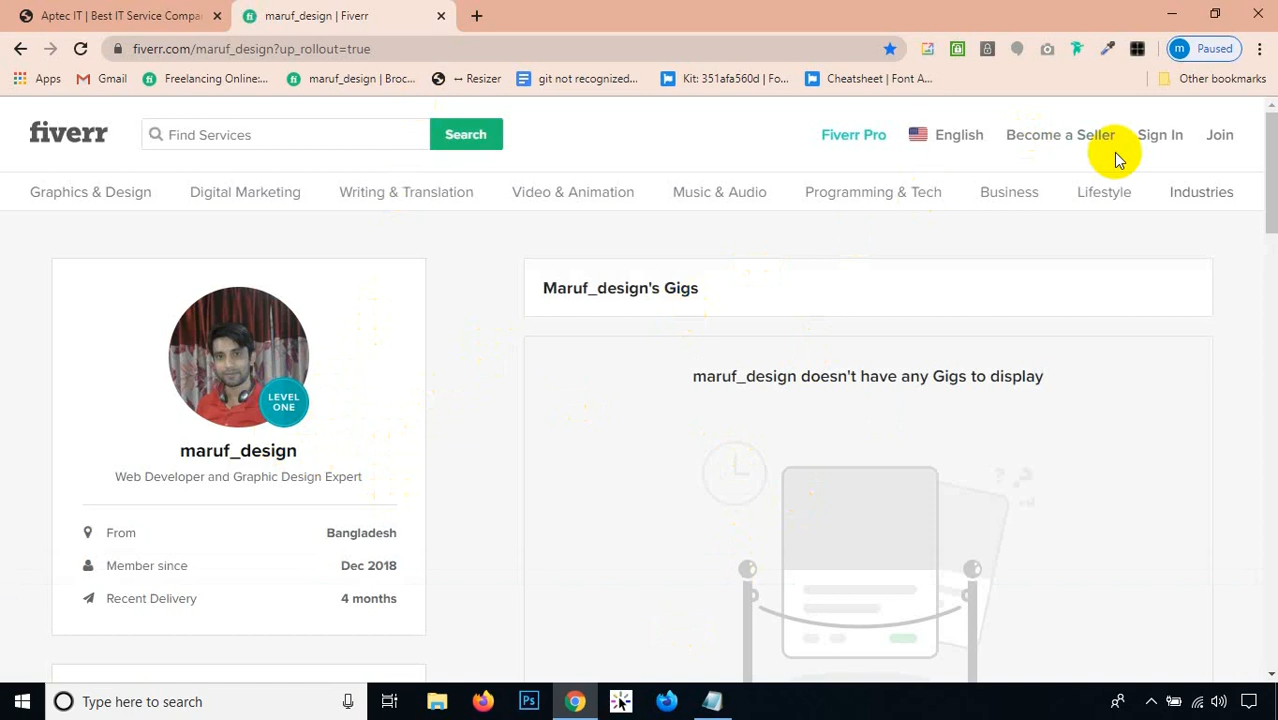 Aptec IT | Best IT Service Compa
maruf_design | Fiverr
fiverr.com/maruf_design?up_rollout=true
m Paused
Apps
Gmail
Freelancing Online:...
maruf_design | Broc...
↔ Resizer
git not recognized...
Kit: 351afa560d | Fo...
Cheatsheet | Font A...
Other bookmarks
fiverr
Find Services
Search
Fiverr Pro
English
Become a Seller
Sign In
Join
Graphics & Design
Digital Marketing
Writing & Translation
Video & Animation
Music & Audio
Programming & Tech
Business
Lifestyle
Industries
LEVEL
ONE
maruf_design
Web Developer and Graphic Design Expert
From Bangladesh
Member since Dec 2018
Recent Delivery 4 months
Maruf_design's Gigs
maruf_design doesn't have any Gigs to display
Type here to search